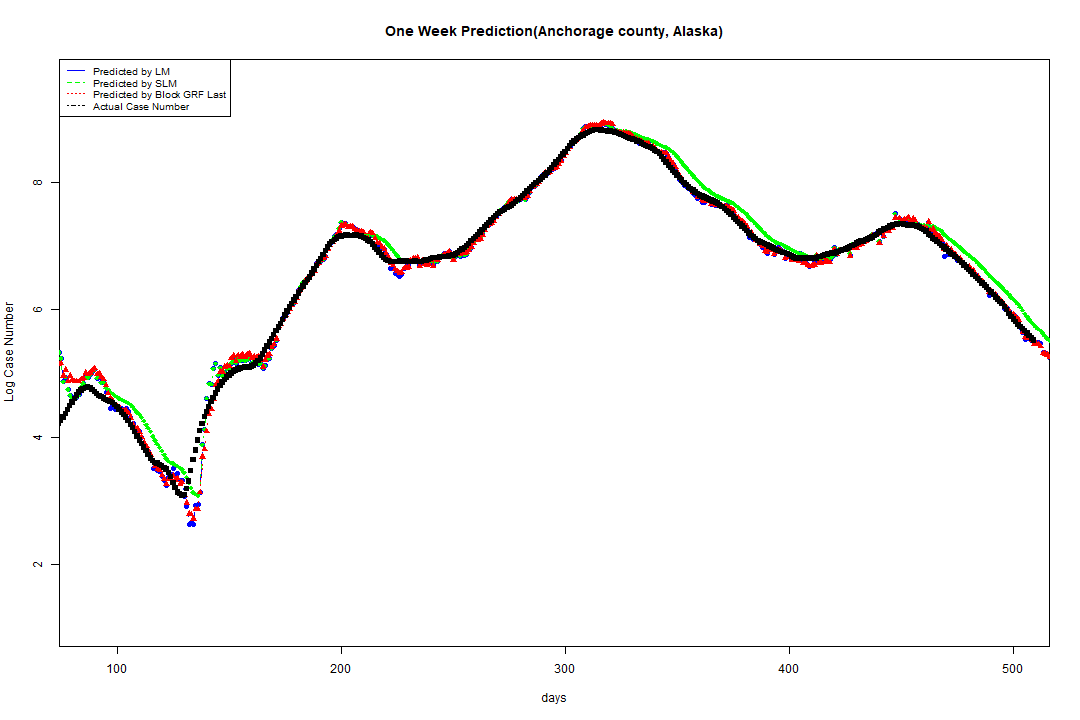 One Week Prediction(Anchorage county, Alaska)
Predicted by LM
Predicted by SLM
Predicted by Block GRF Last
Actual Case Number
Log Case Number
8
6
4
2
100 200 300 400 500
days